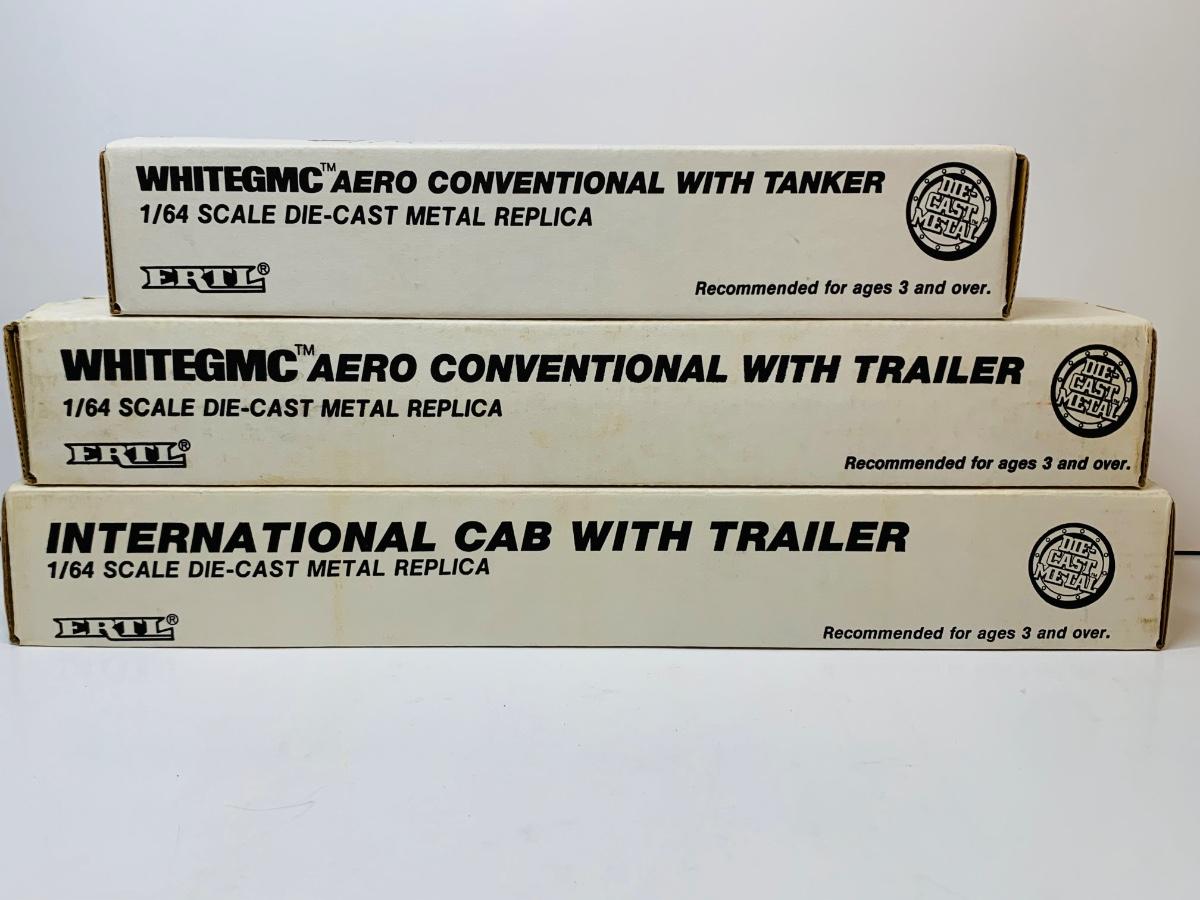 WHITEGMC™ AERO CONVENTIONAL WITH TANKER
1/64 SCALE DIE-CAST METAL REPLICA
DIE-
CAST
METAL
ERTL®
Recommended for ages 3 and over.
WHITEGMC™ AERO CONVENTIONAL WITH TRAILER
1/64 SCALE DIE-CAST METAL REPLICA
DIE-
CAST
METAL
ERTL®
Recommended for ages 3 and over.
INTERNATIONAL CAB WITH TRAILER
1/64 SCALE DIE-CAST METAL REPLICA
DIE-
CAST
METAL
ERTL®
Recommended for ages 3 and over.